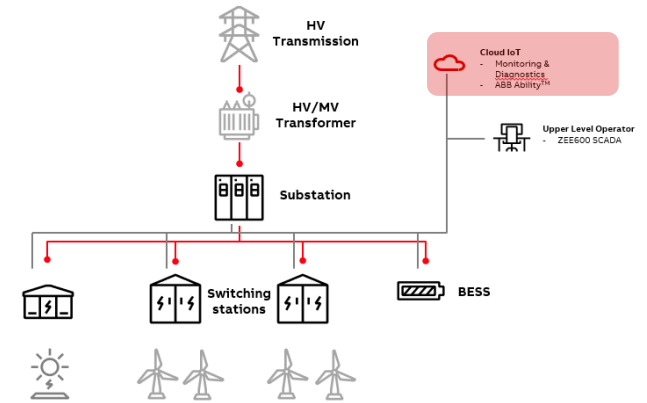 HV
Transmission
HV/MV
Transformer
Substation
Cloud IoT
- Monitoring &
Diagnostics
- ABB Ability™
Upper Level Operator
- ZEE600 SCADA
Switching
stations
BESS